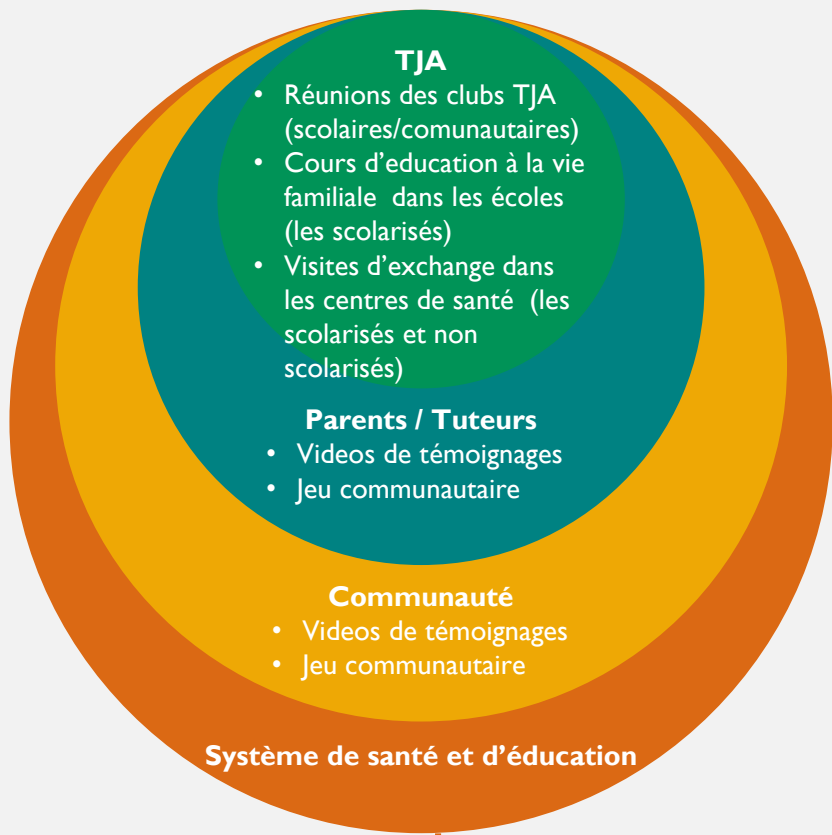 TJA
• Réunions des clubs TJA
(scolaires/comunautaires)
• Cours d’education à la vie
familiale dans les écoles
(les scolarisés)
• Visites d’exchange dans
les centres de santé (les
scolarisés et non
scolarisés)
Parents / Tuteurs
• Videos de témoignages
• Jeu communautaire
Communauté
• Videos de témoignages
• Jeu communautaire
Système de santé et d’éducation